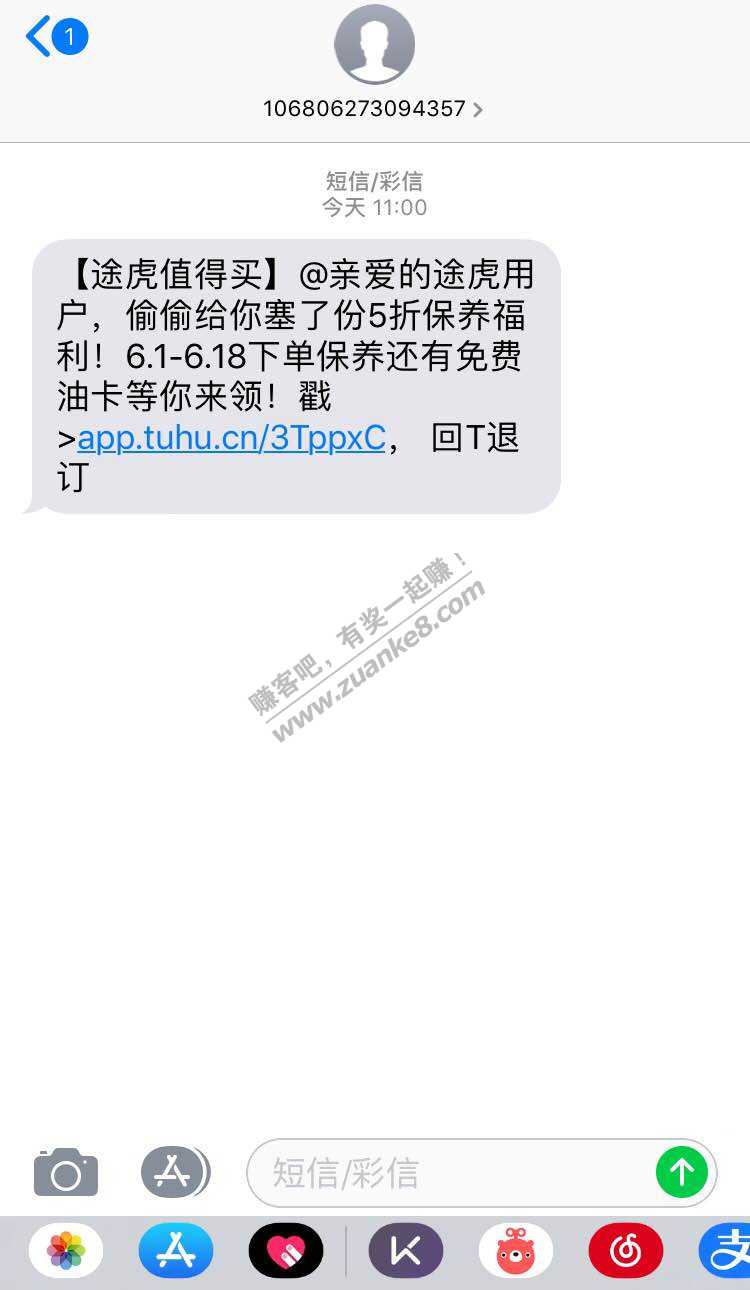 1
106806273094357
短信/彩信
今天 11:00
【途虎值得买】@亲爱的途虎用
户，偷偷给你塞了份5折保养福
利！6.1-6.18下单保养还有免费
油卡等你来领！戳
>app.tuhu.cn/3TppxC， 回T退
订
赚客吧，有奖一起赚！
www.zuanke8.com
短信/彩信
支